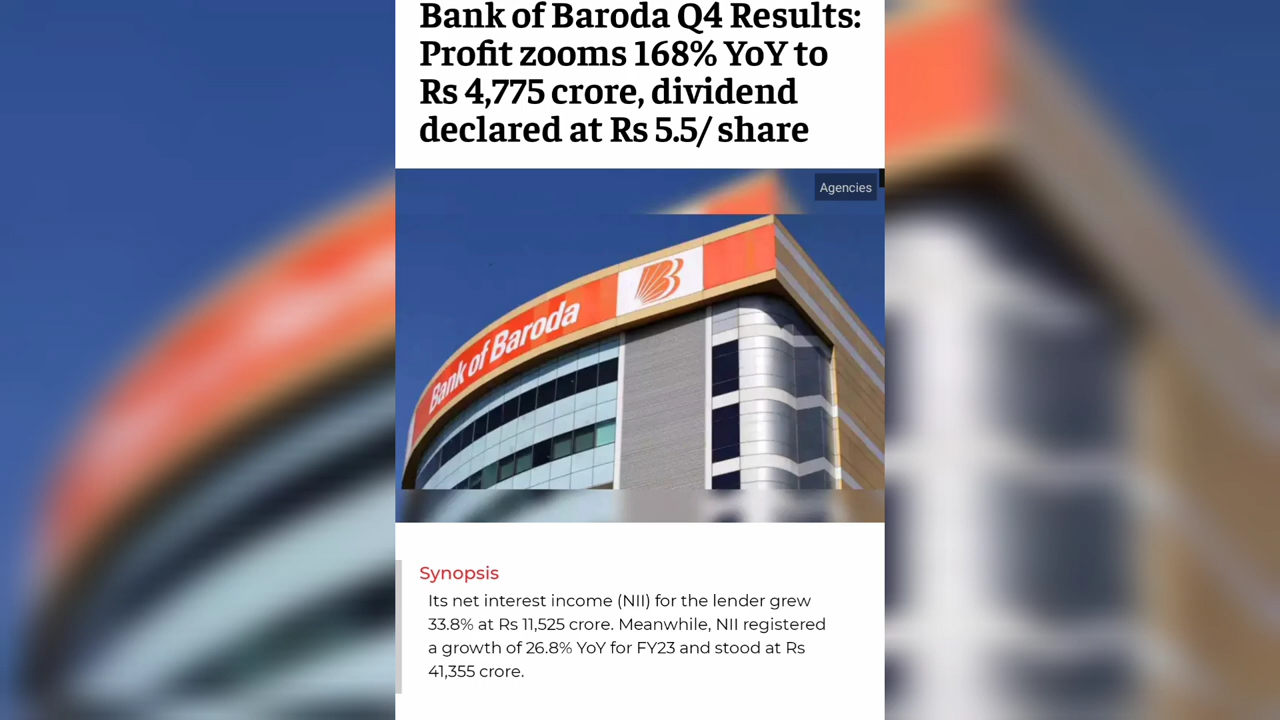 Bank of Baroda Q4 Results:
Profit zooms 168% YoY to
Rs 4,775 crore, dividend
declared at Rs 5.5/ share
Agencies
Bank of Baroda
Synopsis
Its net interest income (NII) for the lender grew
33.8% at Rs 11,525 crore. Meanwhile, NII registered
a growth of 26.8% YoY for FY23 and stood at Rs
41,355 crore.